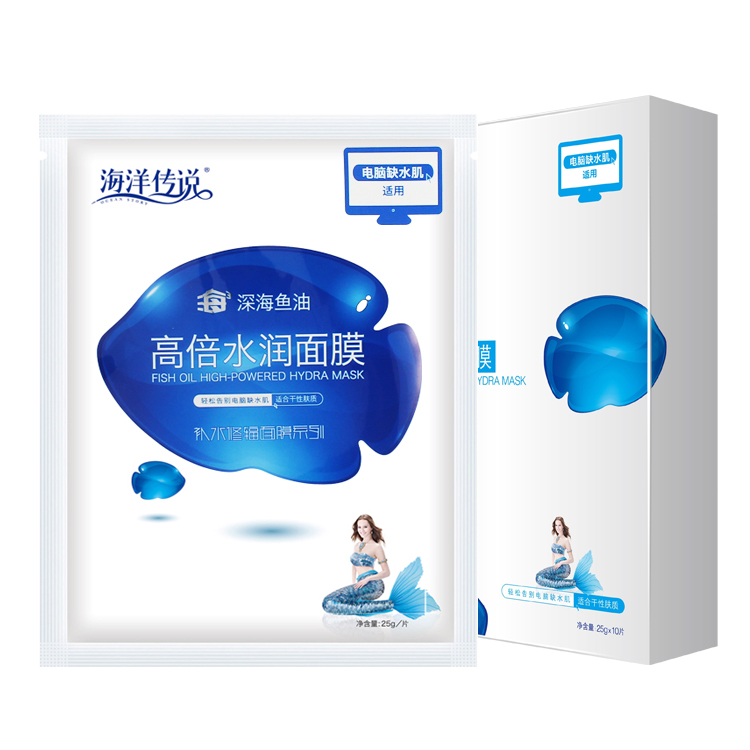 海洋传说®
OCEAN STORY
电脑缺水肌
适用
深海鱼油
高倍水润面膜
FISH OIL HIGH-POWERED HYDRA MASK
轻松告别电脑缺水肌 适合干性肤质
补水修辐面膜系列
净含量:25g/片
电脑缺水肌
适用
膜
YDRA MASK
轻松告别电脑缺水肌 适合干性肤质
净含量:25g×10片